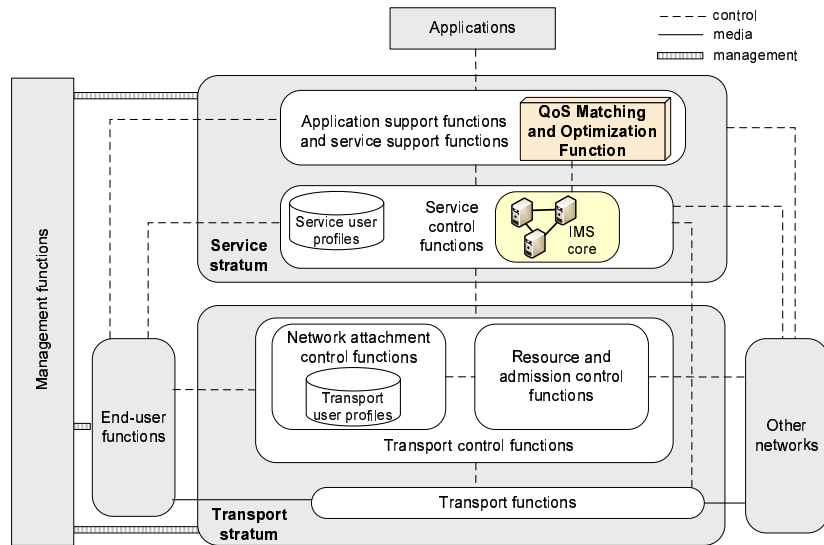 Applications
control
media
management
Application support functions
and service support functions
QoS Matching
and Optimization
Function
Service user
profiles
Service
control
functions
IMS
core
Service
stratum
Management functions
Network attachment
control functions
Transport
user profiles
Resource and
admission control
functions
Transport control functions
End-user
functions
Other
networks
Transport functions
Transport
stratum